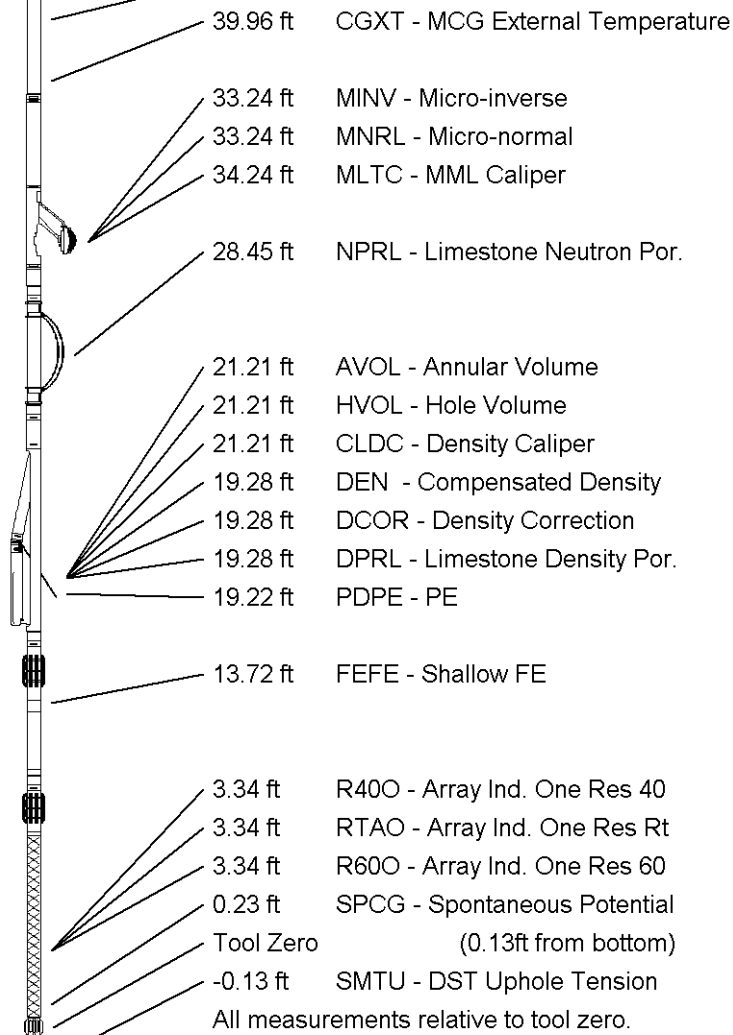 39.96 ft CGXT - MCG External Temperature
33.24 ft MINV - Micro-inverse
33.24 ft MNRL - Micro-normal
34.24 ft MLTC - MML Caliper
28.45 ft NPRL - Limestone Neutron Por.
21.21 ft AVOL - Annular Volume
21.21 ft HVOL - Hole Volume
21.21 ft CLDC - Density Caliper
19.28 ft DEN - Compensated Density
19.28 ft DCOR - Density Correction
19.28 ft DPRL - Limestone Density Por.
19.22 ft PDPE - PE
13.72 ft FEFE - Shallow FE
3.34 ft R40O - Array Ind. One Res 40
3.34 ft RTAO - Array Ind. One Res Rt
3.34 ft R60O - Array Ind. One Res 60
0.23 ft SPCG - Spontaneous Potential
Tool Zero (0.13ft from bottom)
-0.13 ft SMTU - DST Uphole Tension
All measurements relative to tool zero.